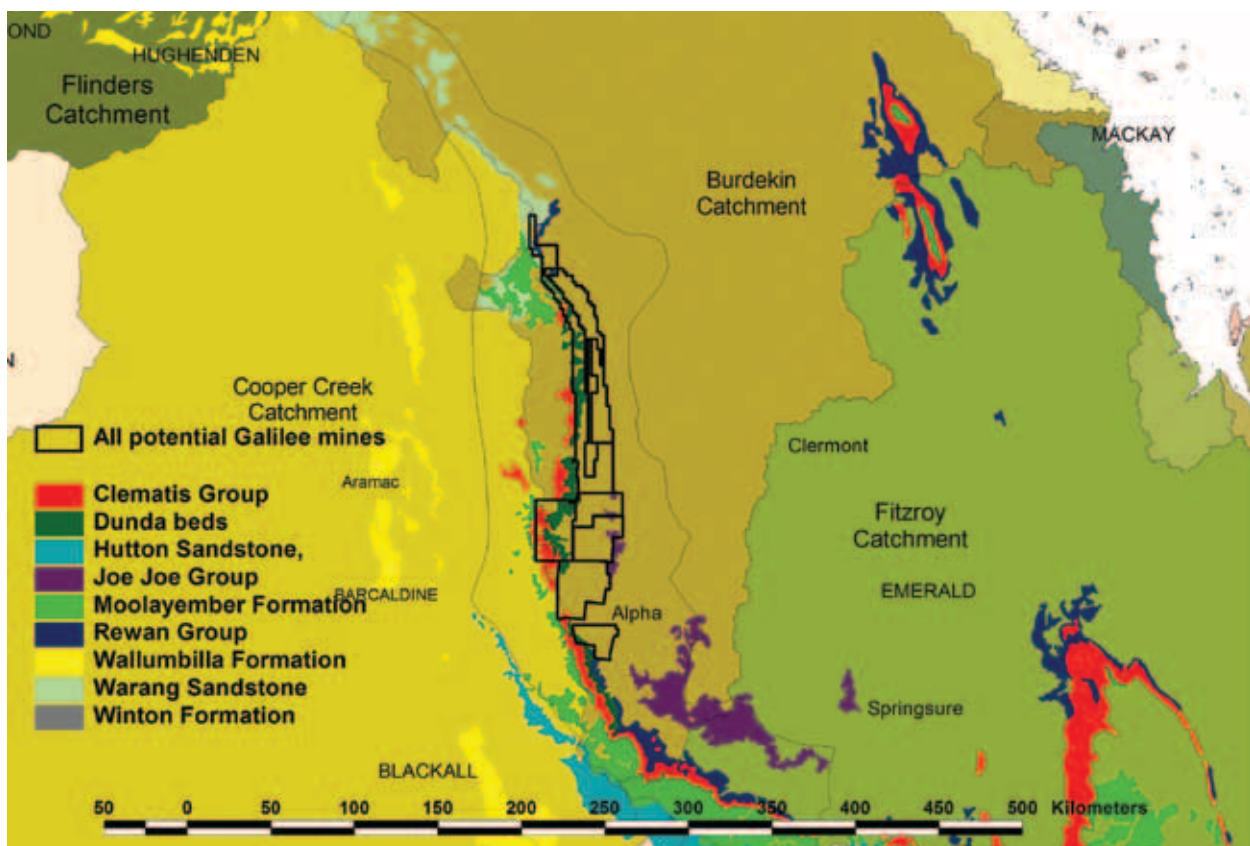 OND
HUGHENDEN
Flinders
Catchment
MACKAY
Burdekin
Catchment
N
Cooper Creek
Catchment
All potential Galilee mines
Clermont
Aramac
Clematis Group
Dunda beds
Fitzroy
Catchment
Hutton Sandstone,
Joe Joe Group
EMERALD
BARCALDINE
Moolayember Formation
Alpha
Rewan Group
Wallumbilla Formation
Warang Sandstone
Springsure
Winton Formation
BLACKALL
50 0 50 100 150 200 250 300 350 400 450 500 Kilometers